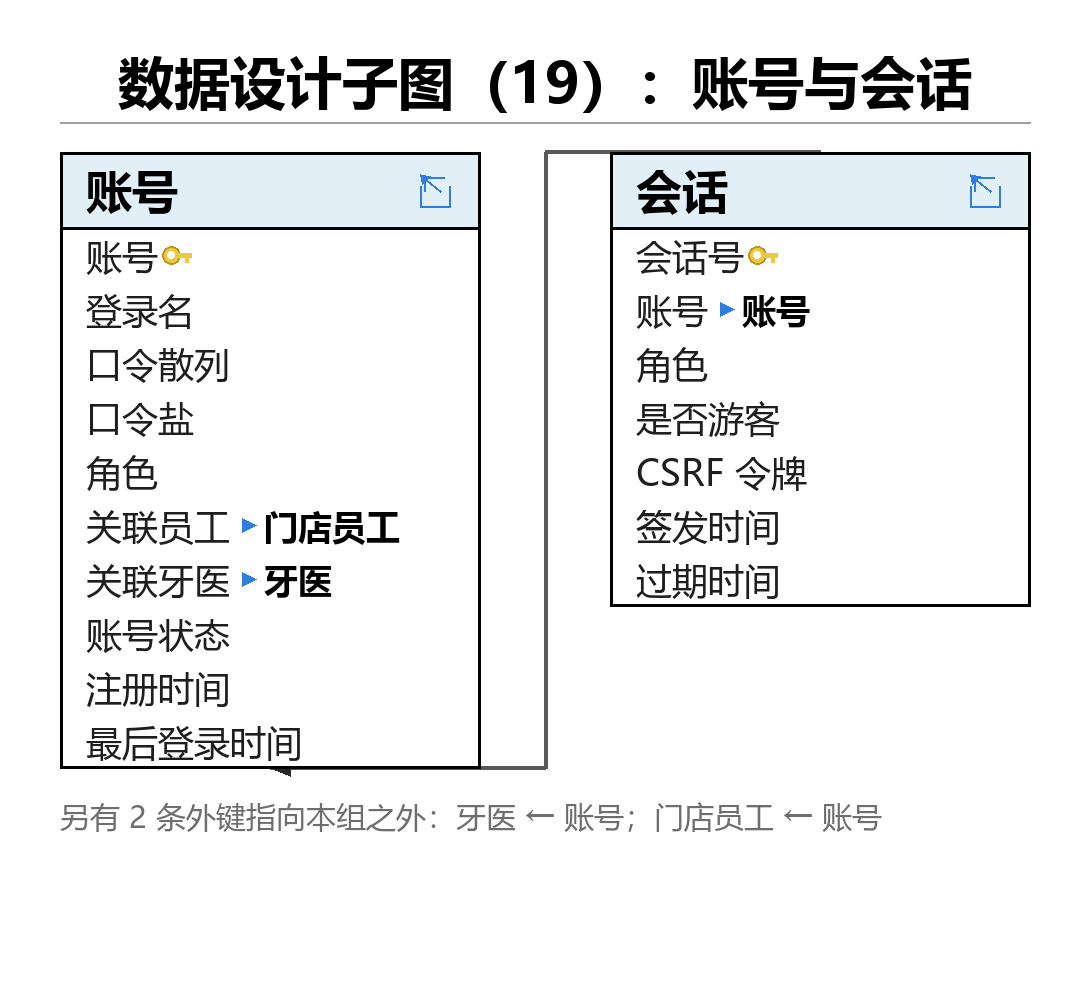 数据设计子图（19）：账号与会话
账号
账号
登录名
口令散列
口令盐
角色
关联员工 ▸ 门店员工
关联牙医 ▸ 牙医
账号状态
注册时间
最后登录时间
会话
会话号
账号 ▸ 账号
角色
是否游客
CSRF 令牌
签发时间
过期时间
另有 2 条外键指向本组之外：牙医 ← 账号；门店员工 ← 账号